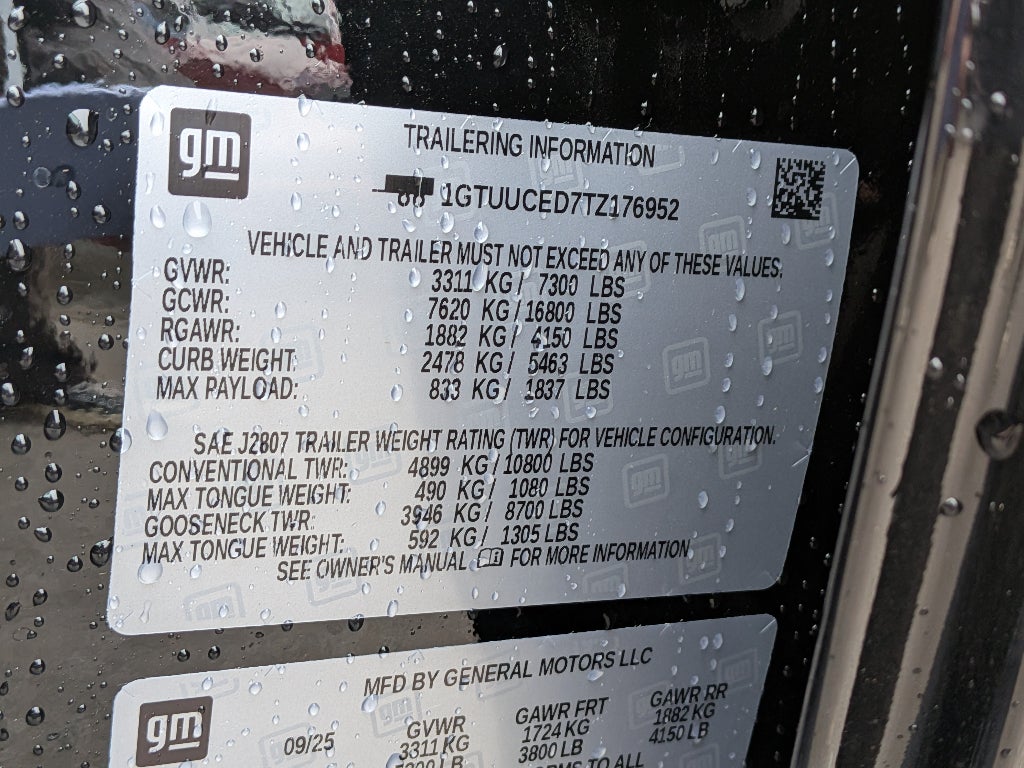 gm
TRAILERING INFORMATION
1GTUUCED7TZ176952
VEHICLE AND TRAILER MUST NOT EXCEED ANY OF THESE VALUES.
GVWR: 3311 KG / 7300 LBS
GCWR: 7620 KG / 16800 LBS
RGAWR: 1882 KG / 4150 LBS
CURB WEIGHT: 2478 KG / 5463 LBS
MAX PAYLOAD: 833 KG / 1837 LBS
SAE J2807 TRAILER WEIGHT RATING (TWR) FOR VEHICLE CONFIGURATION.
CONVENTIONAL TWR: 4899 KG / 10800 LBS
MAX TONGUE WEIGHT: 490 KG / 1080 LBS
GOOSENECK TWR: 3946 KG / 8700 LBS
MAX TONGUE WEIGHT: 592 KG / 1305 LBS
SEE OWNER'S MANUAL FOR MORE INFORMATION
MFD BY GENERAL MOTORS LLC
gm
09/25
GVWR GAWR FRT GAWR RR
3311 KG 1724 KG 1882 KG
3800 LB 4150 LB
TO ALL